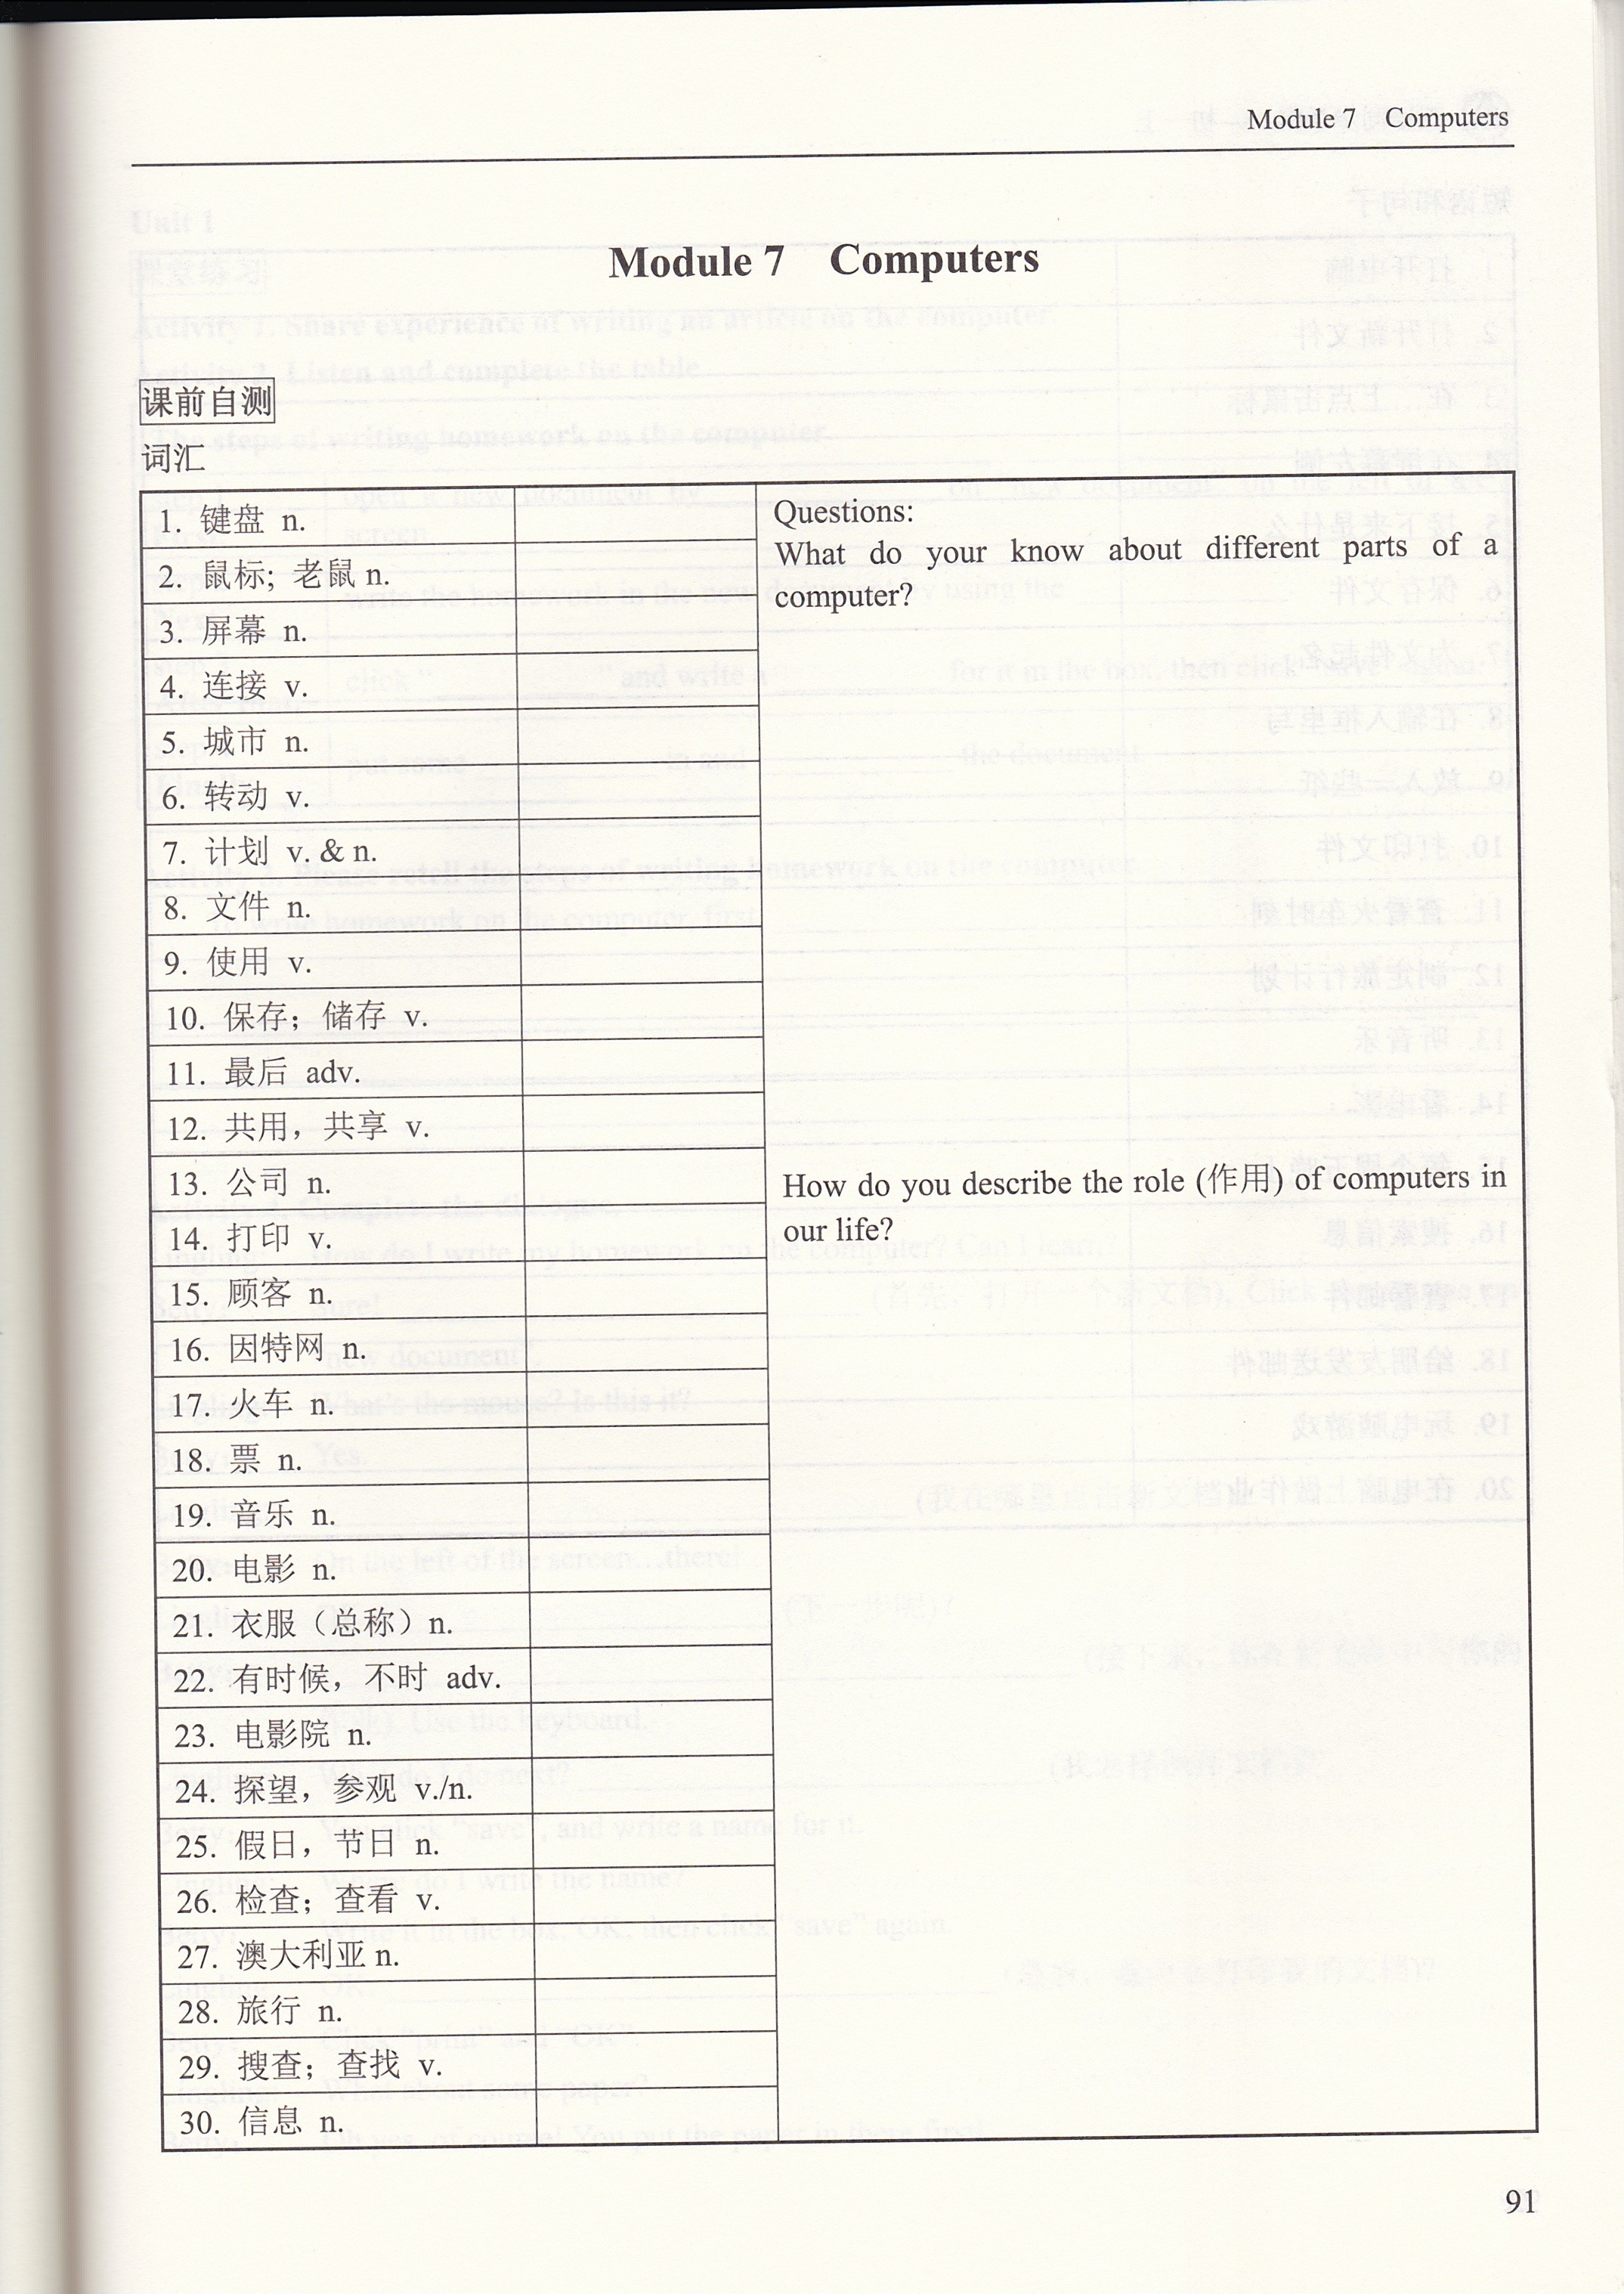 Module 7 Computers
Module 7 Computers
课前自测
词汇
1. 键盘 n.
2. 鼠标; 老鼠 n.
3. 屏幕 n.
4. 连接 v.
5. 城市 n.
6. 转动 v.
7. 计划 v. & n.
8. 文件 n.
9. 使用 v.
10. 保存；储存 v.
11. 最后 adv.
12. 共用，共享 v.
13. 公司 n.
14. 打印 v.
15. 顾客 n.
16. 因特网 n.
17. 火车 n.
18. 票 n.
19. 音乐 n.
20. 电影 n.
21. 衣服（总称）n.
22. 有时候，不时 adv.
23. 电影院 n.
24. 探望，参观 v./n.
25. 假日，节日 n.
26. 检查；查看 v.
27. 澳大利亚 n.
28. 旅行 n.
29. 搜查；查找 v.
30. 信息 n.
Questions:
What do your know about different parts of a
computer?
How do you describe the role (作用) of computers in
our life?
91